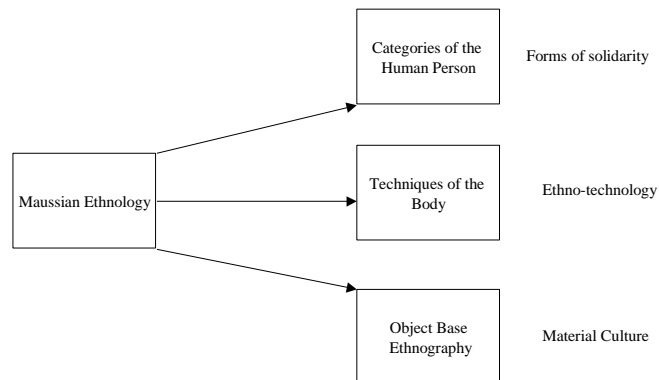 Categories of the
Human Person
Forms of solidarity
Maussian Ethnology
Techniques of the
Body
Ethno-technology
Object Base
Ethnography
Material Culture